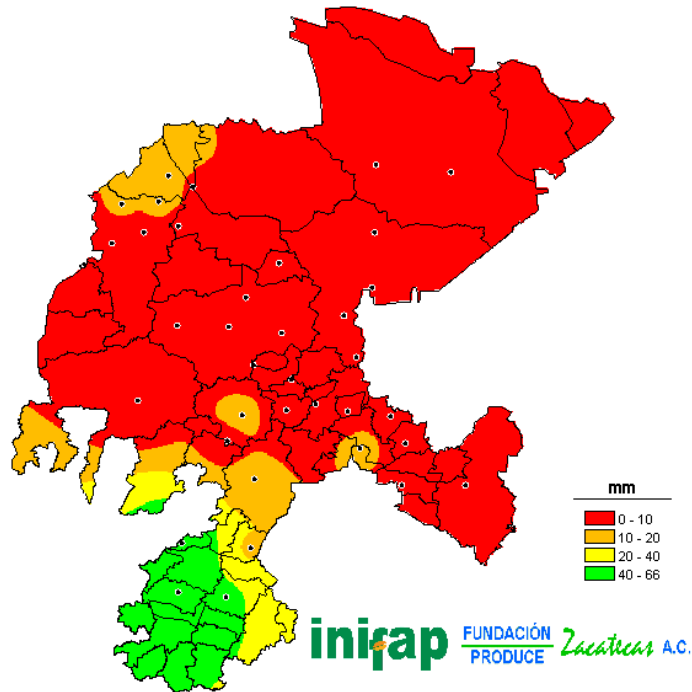 mm
0 - 10
10 - 20
20 - 40
40 - 66
inifap
FUNDACIÓN
PRODUCE
Zacatecas A.C.